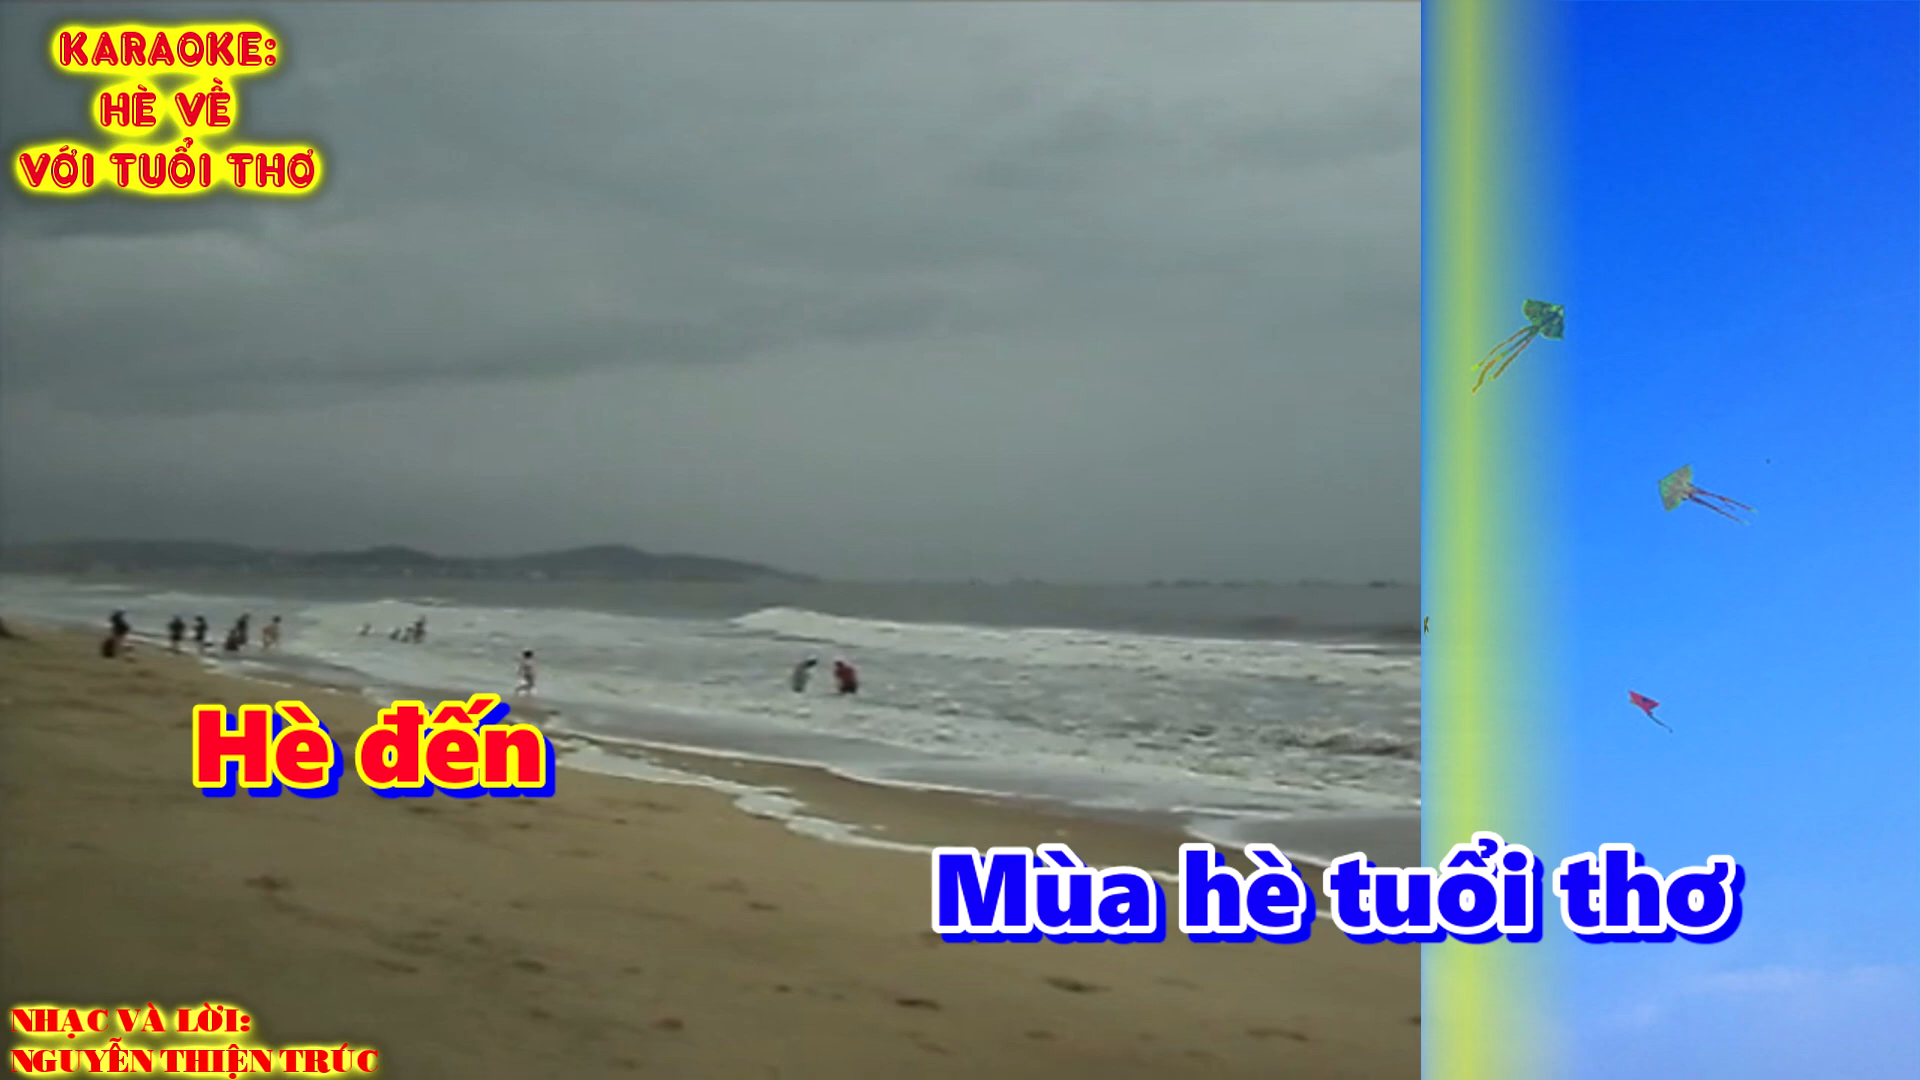 KARAOKE:
HÈ VỀ
VỚI TUỔI THƠ
Hè đến
Mùa hè tuổi thơ
NHẠC VÀ LỜI:
NGUYỄN THIỆN TRÚC